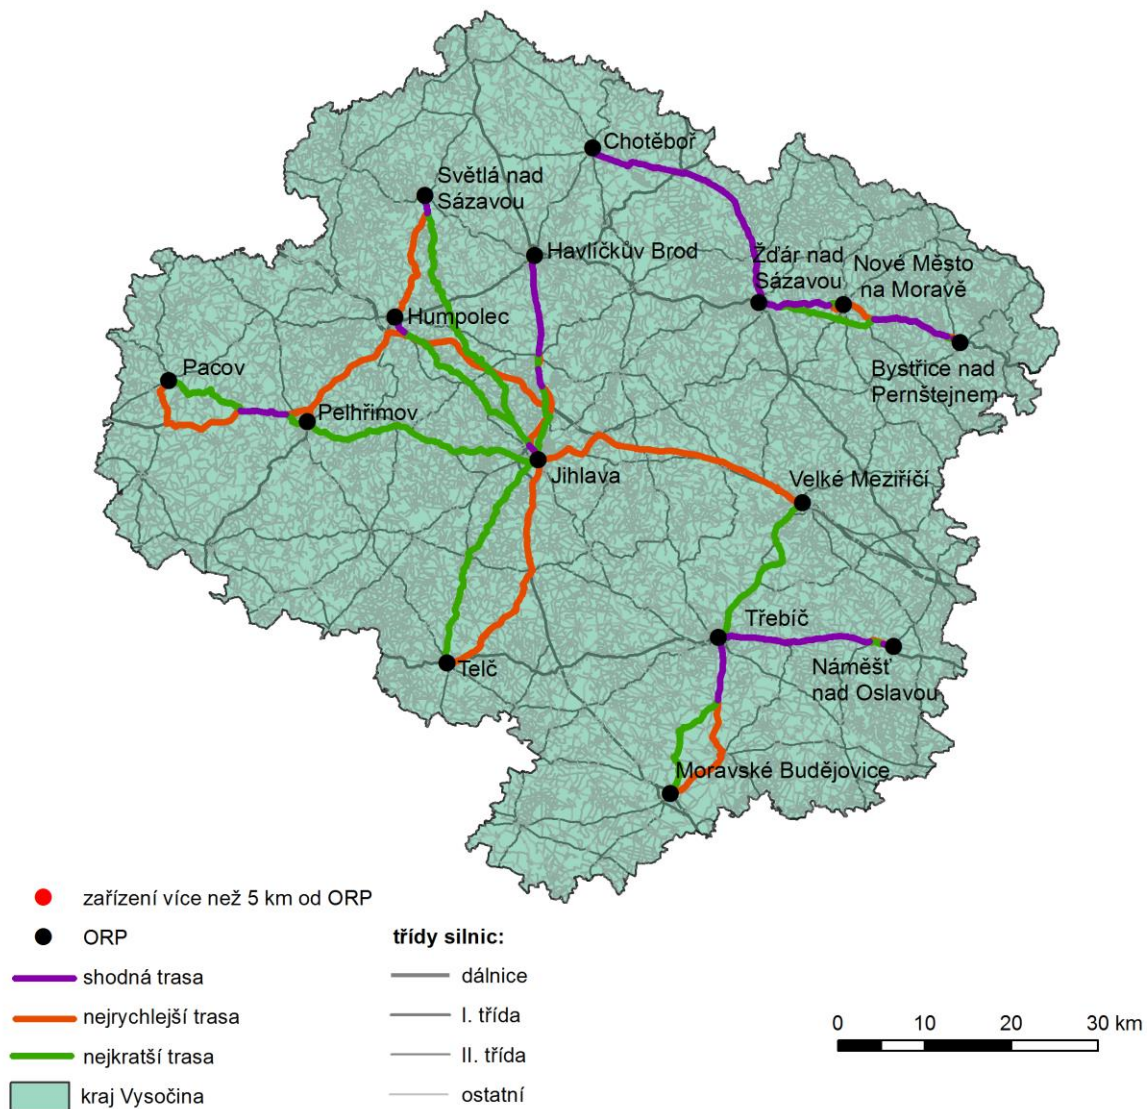 Chotěboř
Světlá nad
Sázavou
Havlíčkův Brod
Žďár nad
Sázavou
Nové Město
na Moravě
Humpolec
Bystřice nad
Pernštejnem
Pacov
Pelhřimov
Jihlava
Velké Meziříčí
Třebíč
Telč
Náměšť
nad Oslavou
Moravské Budějovice
zařízení více než 5 km od ORP
ORP
shodná trasa
nejrychlejší trasa
nejkratší trasa
kraj Vysočina
třídy silnic:
dálnice
I. třída
II. třída
ostatní
0 10 20 30 km